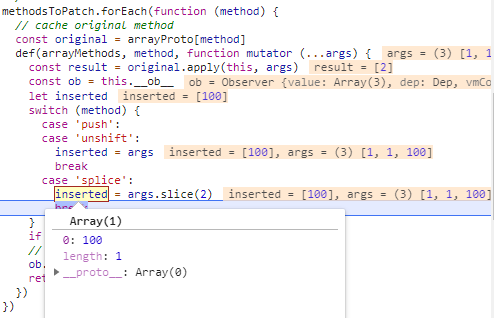 methodsToPatch.forEach(function (method) {
// cache original method
const original = arrayProto[method]
def(arrayMethods, method, function mutator (...args) { args = (3) [1, 1,
const result = original.apply(this, args) result = [2]
const ob = this.__ob__ ob = Observer {value: Array(3), dep: Dep, vmCo
let inserted inserted = [100]
switch (method) {
case 'push':
case 'unshift':
inserted = args inserted = [100], args = (3) [1, 1, 100]
break
case 'splice':
inserted = args.slice(2) inserted = [100], args = (3) [1, 1, 100]
break
}
Array(1)
if
0: 100
//
length: 1
ob.
__proto__: Array(0)
ret
})
})